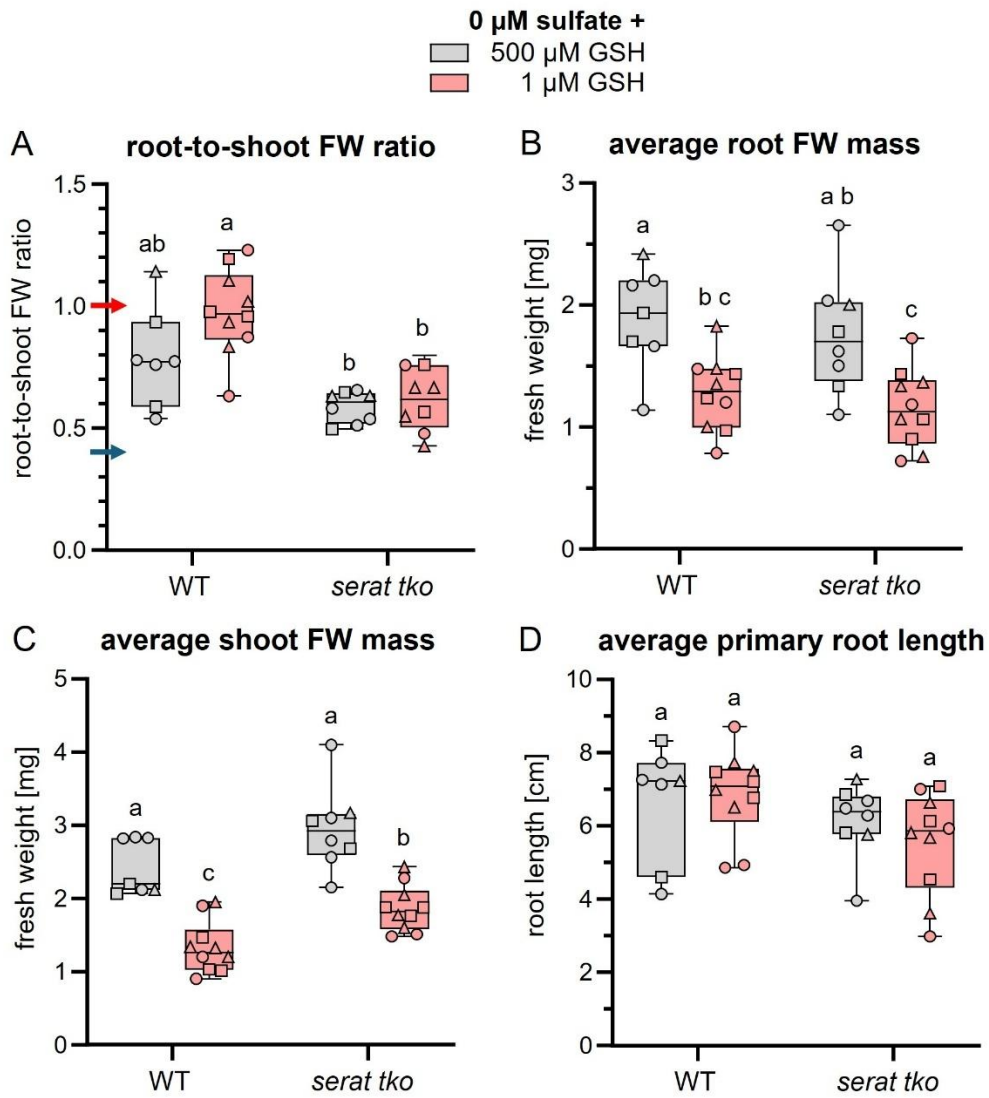 0 µM sulfate +
500 µM GSH
1 µM GSH
A
root-to-shoot FW ratio
root-to-shoot FW ratio
1.5
1.0
0.5
0.0
ab
a
b
b
WT
serat tko
B
average root FW mass
fresh weight [mg]
3
2
1
0
a
b c
a b
c
WT
serat tko
C
average shoot FW mass
fresh weight [mg]
5
4
3
2
1
0
a
c
a
b
WT
serat tko
D
average primary root length
root length [cm]
10
8
6
4
2
0
a
a
a
a
WT
serat tko